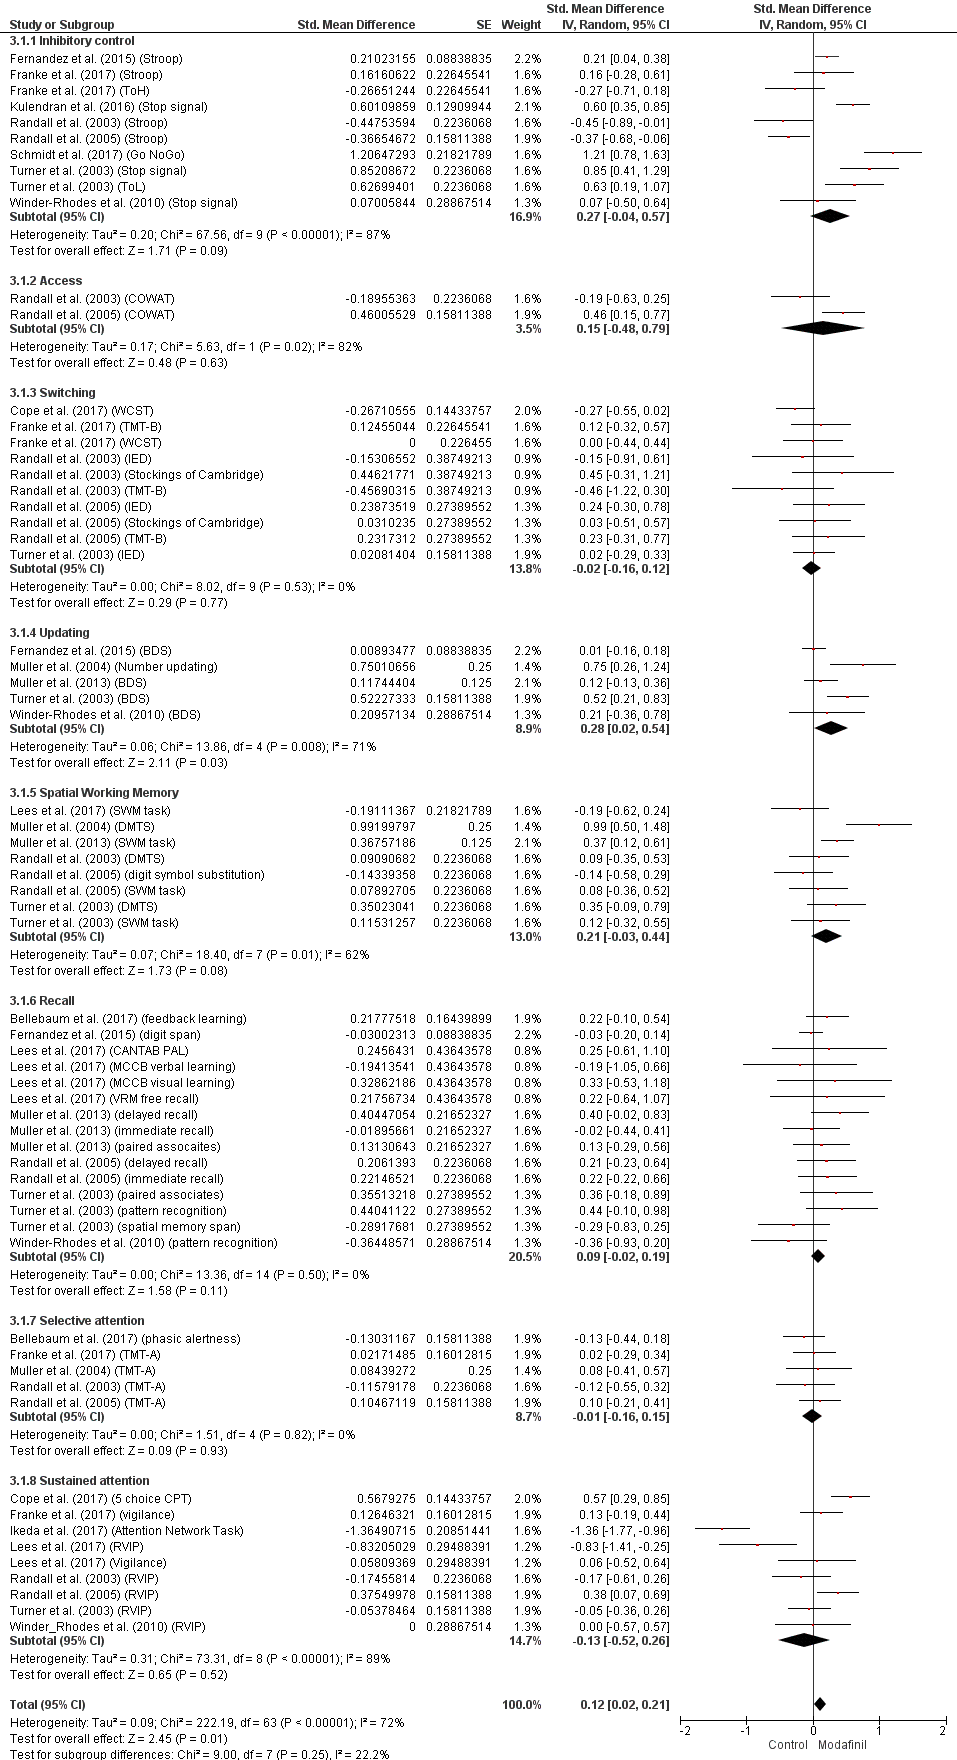 Std. Mean Difference Std. Mean Difference
Study or Subgroup Std. Mean Difference SE Weight IV, Random, 95% CI IV, Random, 95% CI
3.1.1 Inhibitory control
Fernandez et al. (2015) (Stroop) 0.21023155 0.08838835 2.2% 0.21 [0.04, 0.38]
Franke et al. (2017) (Stroop) 0.16160622 0.22645541 1.6% 0.16 [-0.28, 0.61]
Franke et al. (2017) (ToH) -0.26651244 0.22645541 1.6% -0.27 [-0.71, 0.18]
Kulendran et al. (2016) (Stop signal) 0.60109859 0.12909944 2.1% 0.60 [0.35, 0.85]
Randall et al. (2003) (Stroop) -0.44753594 0.2236068 1.6% -0.45 [-0.89, -0.01]
Randall et al. (2005) (Stroop) -0.36654672 0.15811388 1.9% -0.37 [-0.68, -0.06]
Schmidt et al. (2017) (Go NoGo) 1.20647293 0.21821789 1.6% 1.21 [0.78, 1.63]
Turner et al. (2003) (Stop signal) 0.85208672 0.2236068 1.6% 0.85 [0.41, 1.29]
Turner et al. (2003) (ToL) 0.62699401 0.2236068 1.6% 0.63 [0.19, 1.07]
Winder-Rhodes et al. (2010) (Stop signal) 0.07005844 0.28867514 1.3% 0.07 [-0.50, 0.64]
Subtotal (95% CI) 16.9% 0.27 [-0.04, 0.57]
Heterogeneity: Tau² = 0.20; Chi² = 67.56, df = 9 (P < 0.00001); I² = 87%
Test for overall effect: Z = 1.71 (P = 0.09)
3.1.2 Access
Randall et al. (2003) (COWAT) -0.18955363 0.2236068 1.6% -0.19 [-0.63, 0.25]
Randall et al. (2005) (COWAT) 0.46005529 0.15811388 1.9% 0.46 [0.15, 0.77]
Subtotal (95% CI) 3.5% 0.15 [-0.48, 0.79]
Heterogeneity: Tau² = 0.17; Chi² = 5.63, df = 1 (P = 0.02); I² = 82%
Test for overall effect: Z = 0.48 (P = 0.63)
3.1.3 Switching
Cope et al. (2017) (WCST) -0.26710555 0.14433757 2.0% -0.27 [-0.55, 0.02]
Franke et al. (2017) (TMT-B) 0.12455044 0.22645541 1.6% 0.12 [-0.32, 0.57]
Franke et al. (2017) (WCST) 0 0.226455 1.6% 0.00 [-0.44, 0.44]
Randall et al. (2003) (IED) -0.15306552 0.38749213 0.9% -0.15 [-0.91, 0.61]
Randall et al. (2003) (Stockings of Cambridge) 0.44621771 0.38749213 0.9% 0.45 [-0.31, 1.21]
Randall et al. (2003) (TMT-B) -0.45690315 0.38749213 0.9% -0.46 [-1.22, 0.30]
Randall et al. (2005) (IED) 0.23873519 0.27389552 1.3% 0.24 [-0.30, 0.78]
Randall et al. (2005) (Stockings of Cambridge) 0.0310235 0.27389552 1.3% 0.03 [-0.51, 0.57]
Randall et al. (2005) (TMT-B) 0.2317312 0.27389552 1.3% 0.23 [-0.31, 0.77]
Turner et al. (2003) (IED) 0.02081404 0.15811388 1.9% 0.02 [-0.29, 0.33]
Subtotal (95% CI) 13.8% -0.02 [-0.16, 0.12]
Heterogeneity: Tau² = 0.00; Chi² = 8.02, df = 9 (P = 0.53); I² = 0%
Test for overall effect: Z = 0.29 (P = 0.77)
3.1.4 Updating
Fernandez et al. (2015) (BDS) 0.00893477 0.08838835 2.2% 0.01 [-0.16, 0.18]
Muller et al. (2004) (Number updating) 0.75010656 0.25 1.4% 0.75 [0.26, 1.24]
Muller et al. (2013) (BDS) 0.11744404 0.125 2.1% 0.12 [-0.13, 0.36]
Turner et al. (2003) (BDS) 0.52227333 0.15811388 1.9% 0.52 [0.21, 0.83]
Winder-Rhodes et al. (2010) (BDS) 0.20957134 0.28867514 1.3% 0.21 [-0.36, 0.78]
Subtotal (95% CI) 8.9% 0.28 [0.02, 0.54]
Heterogeneity: Tau² = 0.06; Chi² = 13.86, df = 4 (P = 0.008); I² = 71%
Test for overall effect: Z = 2.11 (P = 0.03)
3.1.5 Spatial Working Memory
Lees et al. (2017) (SWM task) -0.19111367 0.21821789 1.6% -0.19 [-0.62, 0.24]
Muller et al. (2004) (DMTS) 0.99199797 0.25 1.4% 0.99 [0.50, 1.48]
Muller et al. (2013) (SWM task) 0.36757186 0.125 2.1% 0.37 [0.12, 0.61]
Randall et al. (2003) (DMTS) 0.09090682 0.2236068 1.6% 0.09 [-0.35, 0.53]
Randall et al. (2005) (digit symbol substitution) -0.14339358 0.2236068 1.6% -0.14 [-0.58, 0.29]
Randall et al. (2005) (SWM task) 0.07892705 0.2236068 1.6% 0.08 [-0.36, 0.52]
Turner et al. (2003) (DMTS) 0.35023041 0.2236068 1.6% 0.35 [-0.09, 0.79]
Turner et al. (2003) (SWM task) 0.11531257 0.2236068 1.6% 0.12 [-0.32, 0.55]
Subtotal (95% CI) 13.0% 0.21 [-0.03, 0.44]
Heterogeneity: Tau² = 0.07; Chi² = 18.40, df = 7 (P = 0.01); I² = 62%
Test for overall effect: Z = 1.73 (P = 0.08)
3.1.6 Recall
Bellebaum et al. (2017) (feedback learning) 0.21777518 0.16439899 1.9% 0.22 [-0.10, 0.54]
Fernandez et al. (2015) (digit span) -0.03002313 0.08838835 2.2% -0.03 [-0.20, 0.14]
Lees et al. (2017) (CANTAB PAL) 0.2456431 0.43643578 0.8% 0.25 [-0.61, 1.10]
Lees et al. (2017) (MCCB verbal learning) -0.19413541 0.43643578 0.8% -0.19 [-1.05, 0.66]
Lees et al. (2017) (MCCB visual learning) 0.32862186 0.43643578 0.8% 0.33 [-0.53, 1.18]
Lees et al. (2017) (VRM free recall) 0.21756734 0.43643578 0.8% 0.22 [-0.64, 1.07]
Muller et al. (2013) (delayed recall) 0.40447054 0.21652327 1.6% 0.40 [-0.02, 0.83]
Muller et al. (2013) (immediate recall) -0.01895661 0.21652327 1.6% -0.02 [-0.44, 0.41]
Muller et al. (2013) (paired assocaites) 0.13130643 0.21652327 1.6% 0.13 [-0.29, 0.56]
Randall et al. (2005) (delayed recall) 0.2061393 0.2236068 1.6% 0.21 [-0.23, 0.64]
Randall et al. (2005) (immediate recall) 0.22146521 0.2236068 1.6% 0.22 [-0.22, 0.66]
Turner et al. (2003) (paired associates) 0.35513218 0.27389552 1.3% 0.36 [-0.18, 0.89]
Turner et al. (2003) (pattern recognition) 0.44041122 0.27389552 1.3% 0.44 [-0.10, 0.98]
Turner et al. (2003) (spatial memory span) -0.28917681 0.27389552 1.3% -0.29 [-0.83, 0.25]
Winder-Rhodes et al. (2010) (pattern recognition) -0.36448571 0.28867514 1.3% -0.36 [-0.93, 0.20]
Subtotal (95% CI) 20.5% 0.09 [-0.02, 0.19]
Heterogeneity: Tau² = 0.00; Chi² = 13.36, df = 14 (P = 0.50); I² = 0%
Test for overall effect: Z = 1.58 (P = 0.11)
3.1.7 Selective attention
Bellebaum et al. (2017) (phasic alertness) -0.13031167 0.15811388 1.9% -0.13 [-0.44, 0.18]
Franke et al. (2017) (TMT-A) 0.02171485 0.16012815 1.9% 0.02 [-0.29, 0.34]
Muller et al. (2004) (TMT-A) 0.08439272 0.25 1.4% 0.08 [-0.41, 0.57]
Randall et al. (2003) (TMT-A) -0.11579178 0.2236068 1.6% -0.12 [-0.55, 0.32]
Randall et al. (2005) (TMT-A) 0.10467119 0.15811388 1.9% 0.10 [-0.21, 0.41]
Subtotal (95% CI) 8.7% -0.01 [-0.16, 0.15]
Heterogeneity: Tau² = 0.00; Chi² = 1.51, df = 4 (P = 0.82); I² = 0%
Test for overall effect: Z = 0.09 (P = 0.93)
3.1.8 Sustained attention
Cope et al. (2017) (5 choice CPT) 0.5679275 0.14433757 2.0% 0.57 [0.29, 0.85]
Franke et al. (2017) (vigilance) 0.12646321 0.16012815 1.9% 0.13 [-0.19, 0.44]
Ikeda et al. (2017) (Attention Network Task) -1.36490715 0.20851441 1.6% -1.36 [-1.77, -0.96]
Lees et al. (2017) (RVIP) -0.83205029 0.29488391 1.2% -0.83 [-1.41, -0.25]
Lees et al. (2017) (Vigilance) 0.05809369 0.29488391 1.2% 0.06 [-0.52, 0.64]
Randall et al. (2003) (RVIP) -0.17455814 0.2236068 1.6% -0.17 [-0.61, 0.26]
Randall et al. (2005) (RVIP) 0.37549978 0.15811388 1.9% 0.38 [0.07, 0.69]
Turner et al. (2003) (RVIP) -0.05378464 0.15811388 1.9% -0.05 [-0.36, 0.26]
Winder_Rhodes et al. (2010) (RVIP) 0 0.28867514 1.3% 0.00 [-0.57, 0.57]
Subtotal (95% CI) 14.7% -0.13 [-0.52, 0.26]
Heterogeneity: Tau² = 0.31; Chi² = 73.31, df = 8 (P < 0.00001); I² = 89%
Test for overall effect: Z = 0.65 (P = 0.52)
Total (95% CI) 100.0% 0.12 [0.02, 0.21]
Heterogeneity: Tau² = 0.09; Chi² = 222.19, df = 63 (P < 0.00001); I² = 72%
Test for overall effect: Z = 2.45 (P = 0.01)
Test for subgroup differences: Chi² = 9.00, df = 7 (P = 0.25), I² = 22.2%
-2 -1 0 1 2
Control Modafinil